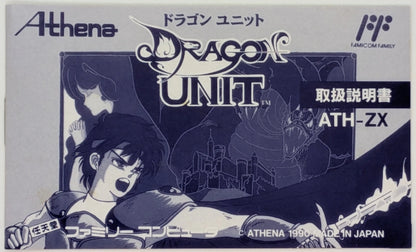 Athena
ドラゴン ユニット
DRAGON
UNIT™
FF
FAMICOM FAMILY
取扱説明書
ATH-ZX
任天堂
ファミリー コンピュータ
© ATHENA 1990 MADE IN JAPAN